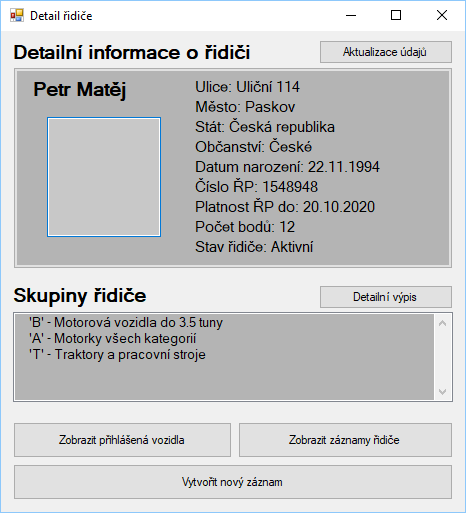 Detail řidiče
Detailní informace o řidiči
Aktualizace údajů
Petr Matěj
Ulice: Uliční 114
Město: Paskov
Stát: Česká republika
Občanství: České
Datum narození: 22.11.1994
Číslo ŘP: 1548948
Platnost ŘP do: 20.10.2020
Počet bodů: 12
Stav řidiče: Aktivní
Skupiny řidiče
Detailní výpis
'B' - Motorová vozidla do 3.5 tuny
'A' - Motorky všech kategorií
'T' - Traktory a pracovní stroje
Zobrazit přihlášená vozidla
Zobrazit záznamy řidiče
Vytvořit nový záznam